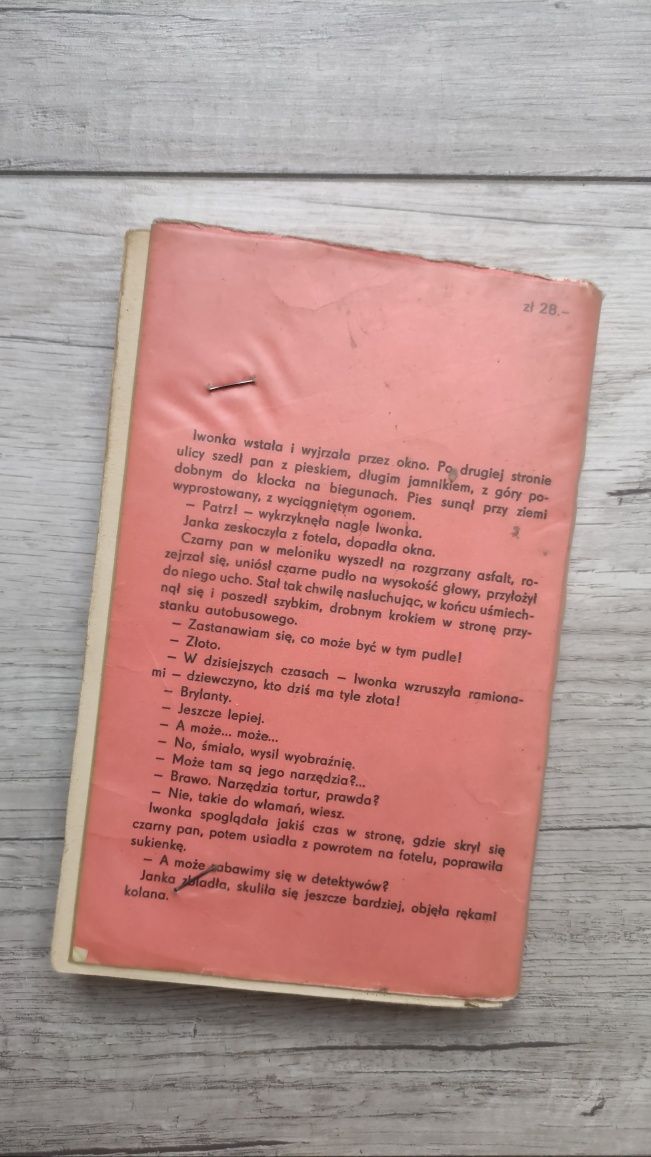 zł 28.–
Iwonka wstała i wyjrzała przez okno. Po drugiej stronie
ulicy szedł pan z pieskiem, długim jamnikiem, z góry po-
dobnym do klocka na biegunach. Pies sunął przy ziemi
wyprostowany, z wyciągniętym ogonem.
– Patrz! – wykrzyknęła nagle Iwonka.
Janka zeskoczyła z fotela, dopadła okna.
Czarny pan w meloniku wyszedł na rozgrzany asfalt, ro-
zejrzał się, uniósł czarne pudło na wysokość głowy, przyłożył
do niego ucho. Stał tak chwilę nasłuchując, w końcu uśmiech-
nął się i poszedł szybkim, drobnym krokiem w stronę przy-
stanku autobusowego.
– Zastanawiam się, co może być w tym pudle!
– Złoto.
– W dzisiejszych czasach – Iwonka wzruszyła ramiona-
mi – dziewczyno, kto dziś ma tyle złota!
– Brylanty.
– Jeszcze lepiej.
– A może... może...
– No, śmiało, wysil wyobraźnię.
– Może tam są jego narzędzia?...
– Brawo. Narzędzia tortur, prawda?
– Nie, takie do włamań, wiesz.
Iwonka spoglądała jakiś czas w stronę, gdzie skrył się
czarny pan, potem usiadła z powrotem na fotelu, poprawiła
sukienkę.
– A może zabawimy się w detektywów?
Janka zbladła, skuliła się jeszcze bardziej, objęła rękami
kolana.